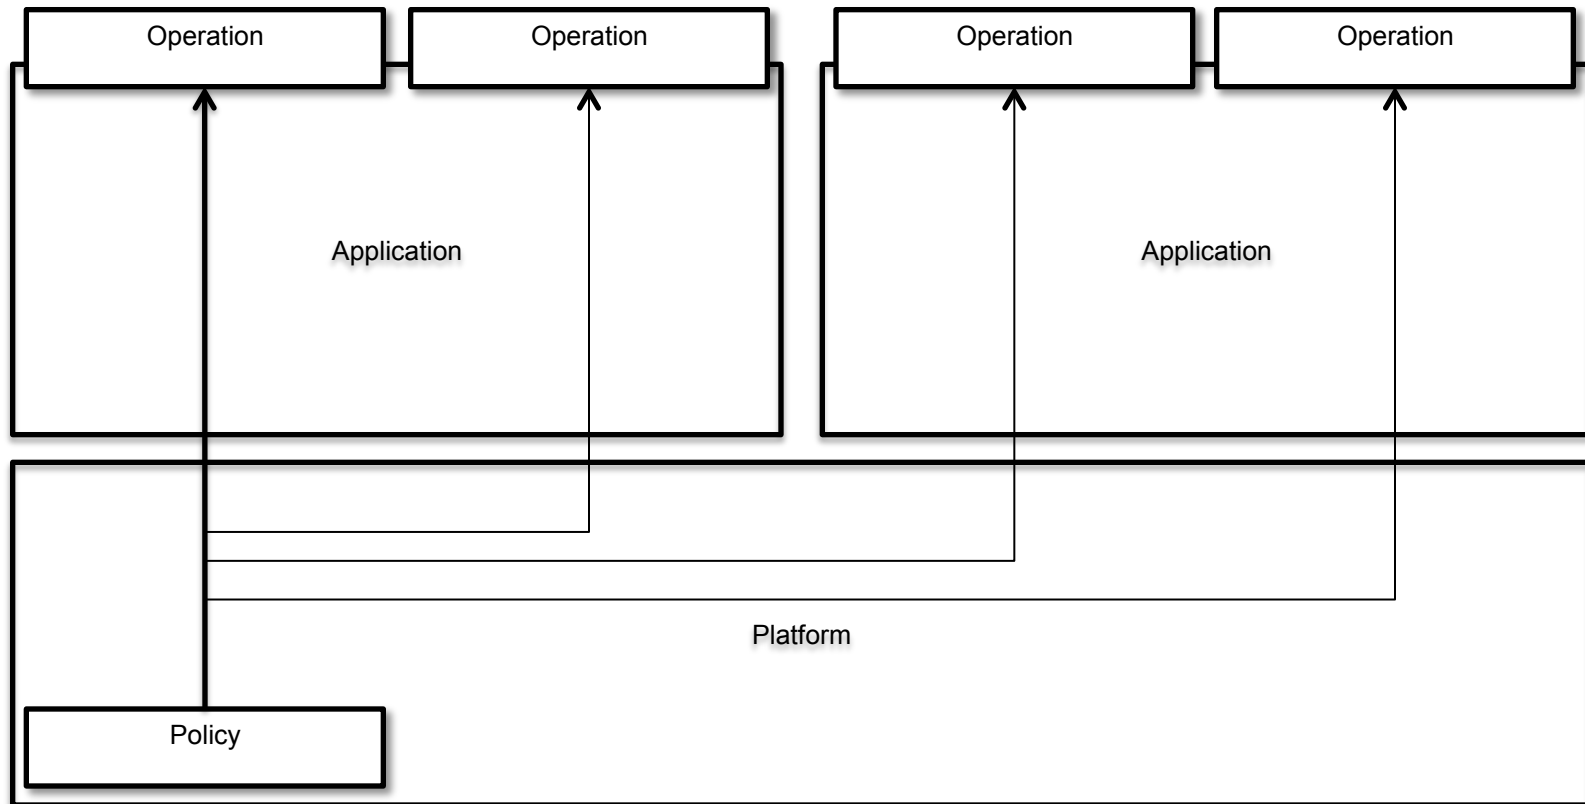 Operation
Operation
Operation
Operation
Application
Application
Platform
Policy